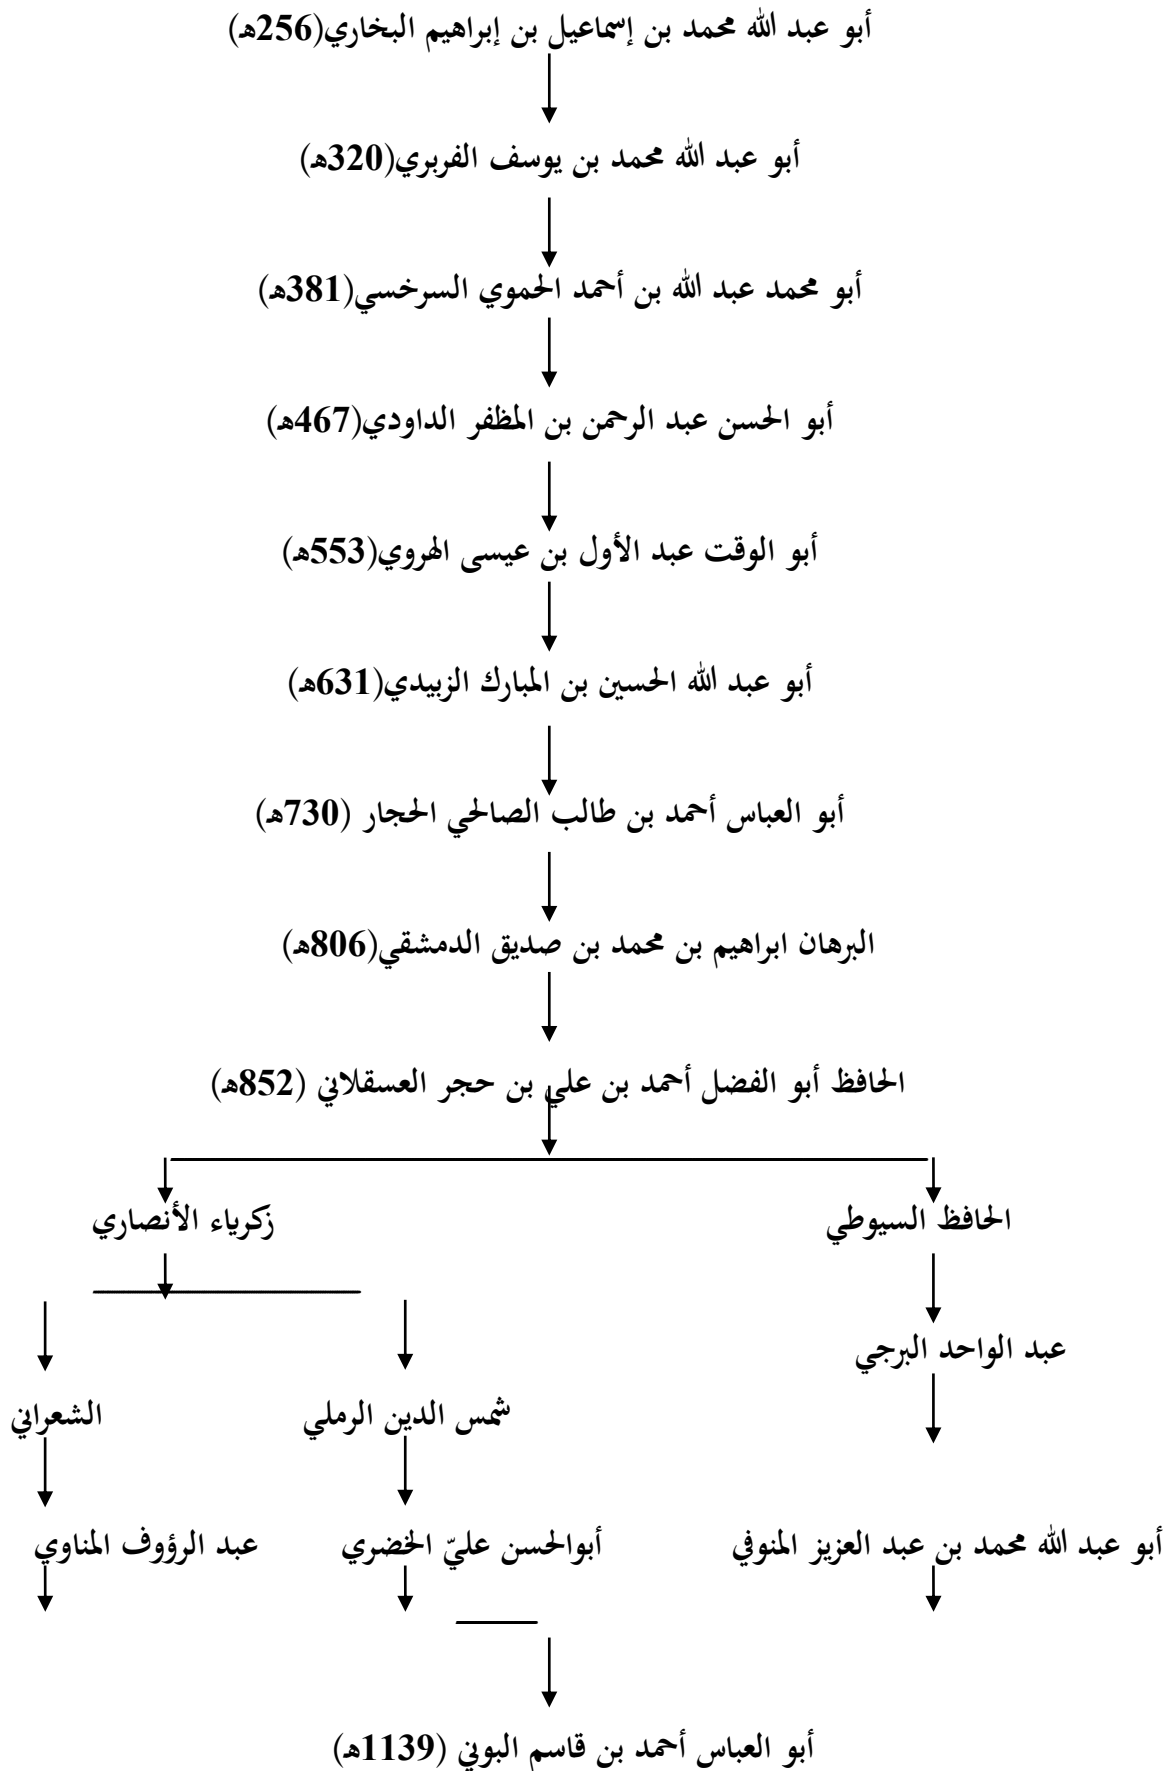 أبو عبد الله محمد بن إسماعيل بن إبراهيم البخاري(256هـ)
أبو عبد الله محمد بن يوسف الفربري(320هـ)
أبو محمد عبد الله بن أحمد الحموي السرخسي(381هـ)
أبو الحسن عبد الرحمن بن المظفر الداودي(467هـ)
أبو الوقت عبد الأول بن عيسى الهروي(553هـ)
أبو عبد الله الحسين بن المبارك الزبيدي(631هـ)
أبو العباس أحمد بن طالب الصالحي الحجار (730هـ)
البرهان ابراهيم بن محمد بن صديق الدمشقي(806هـ)
الحافظ أبو الفضل أحمد بن علي بن حجر العسقلاني (852هـ)
الحافظ السيوطي
زكرياء الأنصاري
عبد الواحد البرجي
شمس الدين الرملي
الشعراني
أبو عبد الله محمد بن عبد العزيز المنوفي
أبوالحسن عليّ الخضري
عبد الرؤوف المناوي
أبو العباس أحمد بن قاسم البوني (1139هـ)